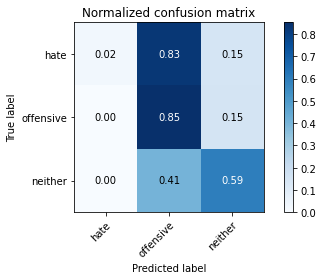 Normalized confusion matrix
True label
hate 0.02 0.83 0.15
offensive 0.00 0.85 0.15
neither 0.00 0.41 0.59
hate offensive neither
Predicted label
0.8
0.7
0.6
0.5
0.4
0.3
0.2
0.1
0.0